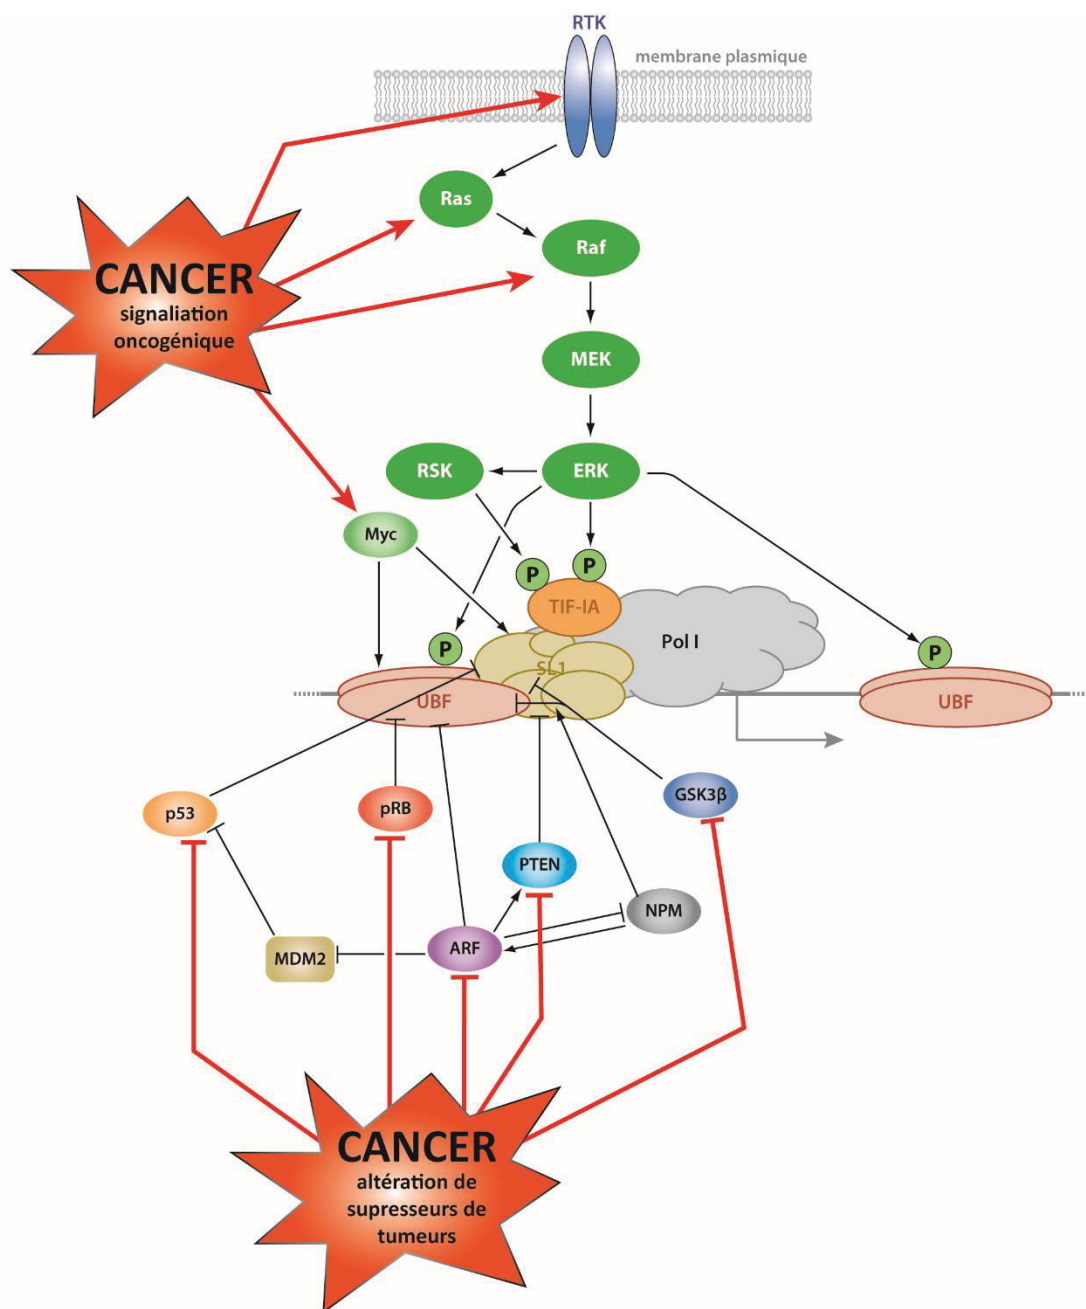 RTK
membrane plasmique
Ras
Raf
CANCER
signaliation
oncogénique
MEK
RSK
ERK
Myc
P
P
TIF-IA
Pol I
P
SL1
P
UBF
UBF
p53
pRB
GSK3β
PTEN
NPM
ARF
MDM2
CANCER
altération de
supresseurs de
tumeurs